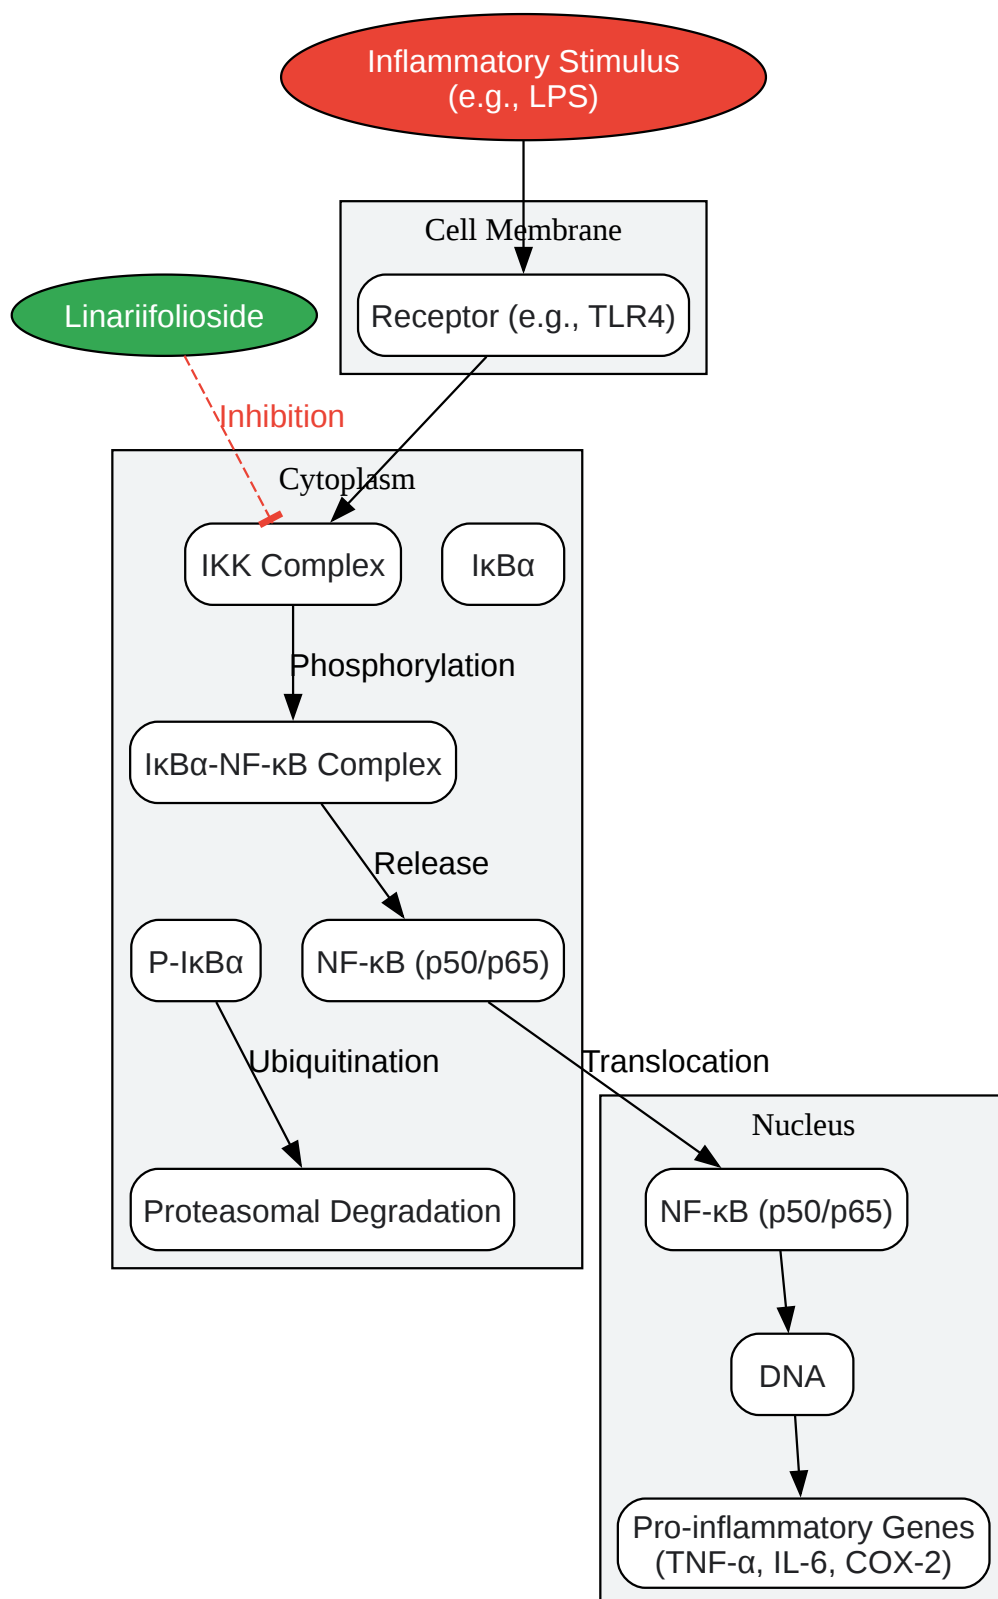 Inflammatory Stimulus
(e.g., LPS)
Cell Membrane
Receptor (e.g., TLR4)
Linariifolioside
Inhibition
Cytoplasm
IKK Complex
IκBα
Phosphorylation
IκBα-NF-κB Complex
Release
P-IκBα
NF-κB (p50/p65)
Ubiquitination
Translocation
Nucleus
Proteasomal Degradation
NF-κB (p50/p65)
DNA
Pro-inflammatory Genes
(TNF-α, IL-6, COX-2)